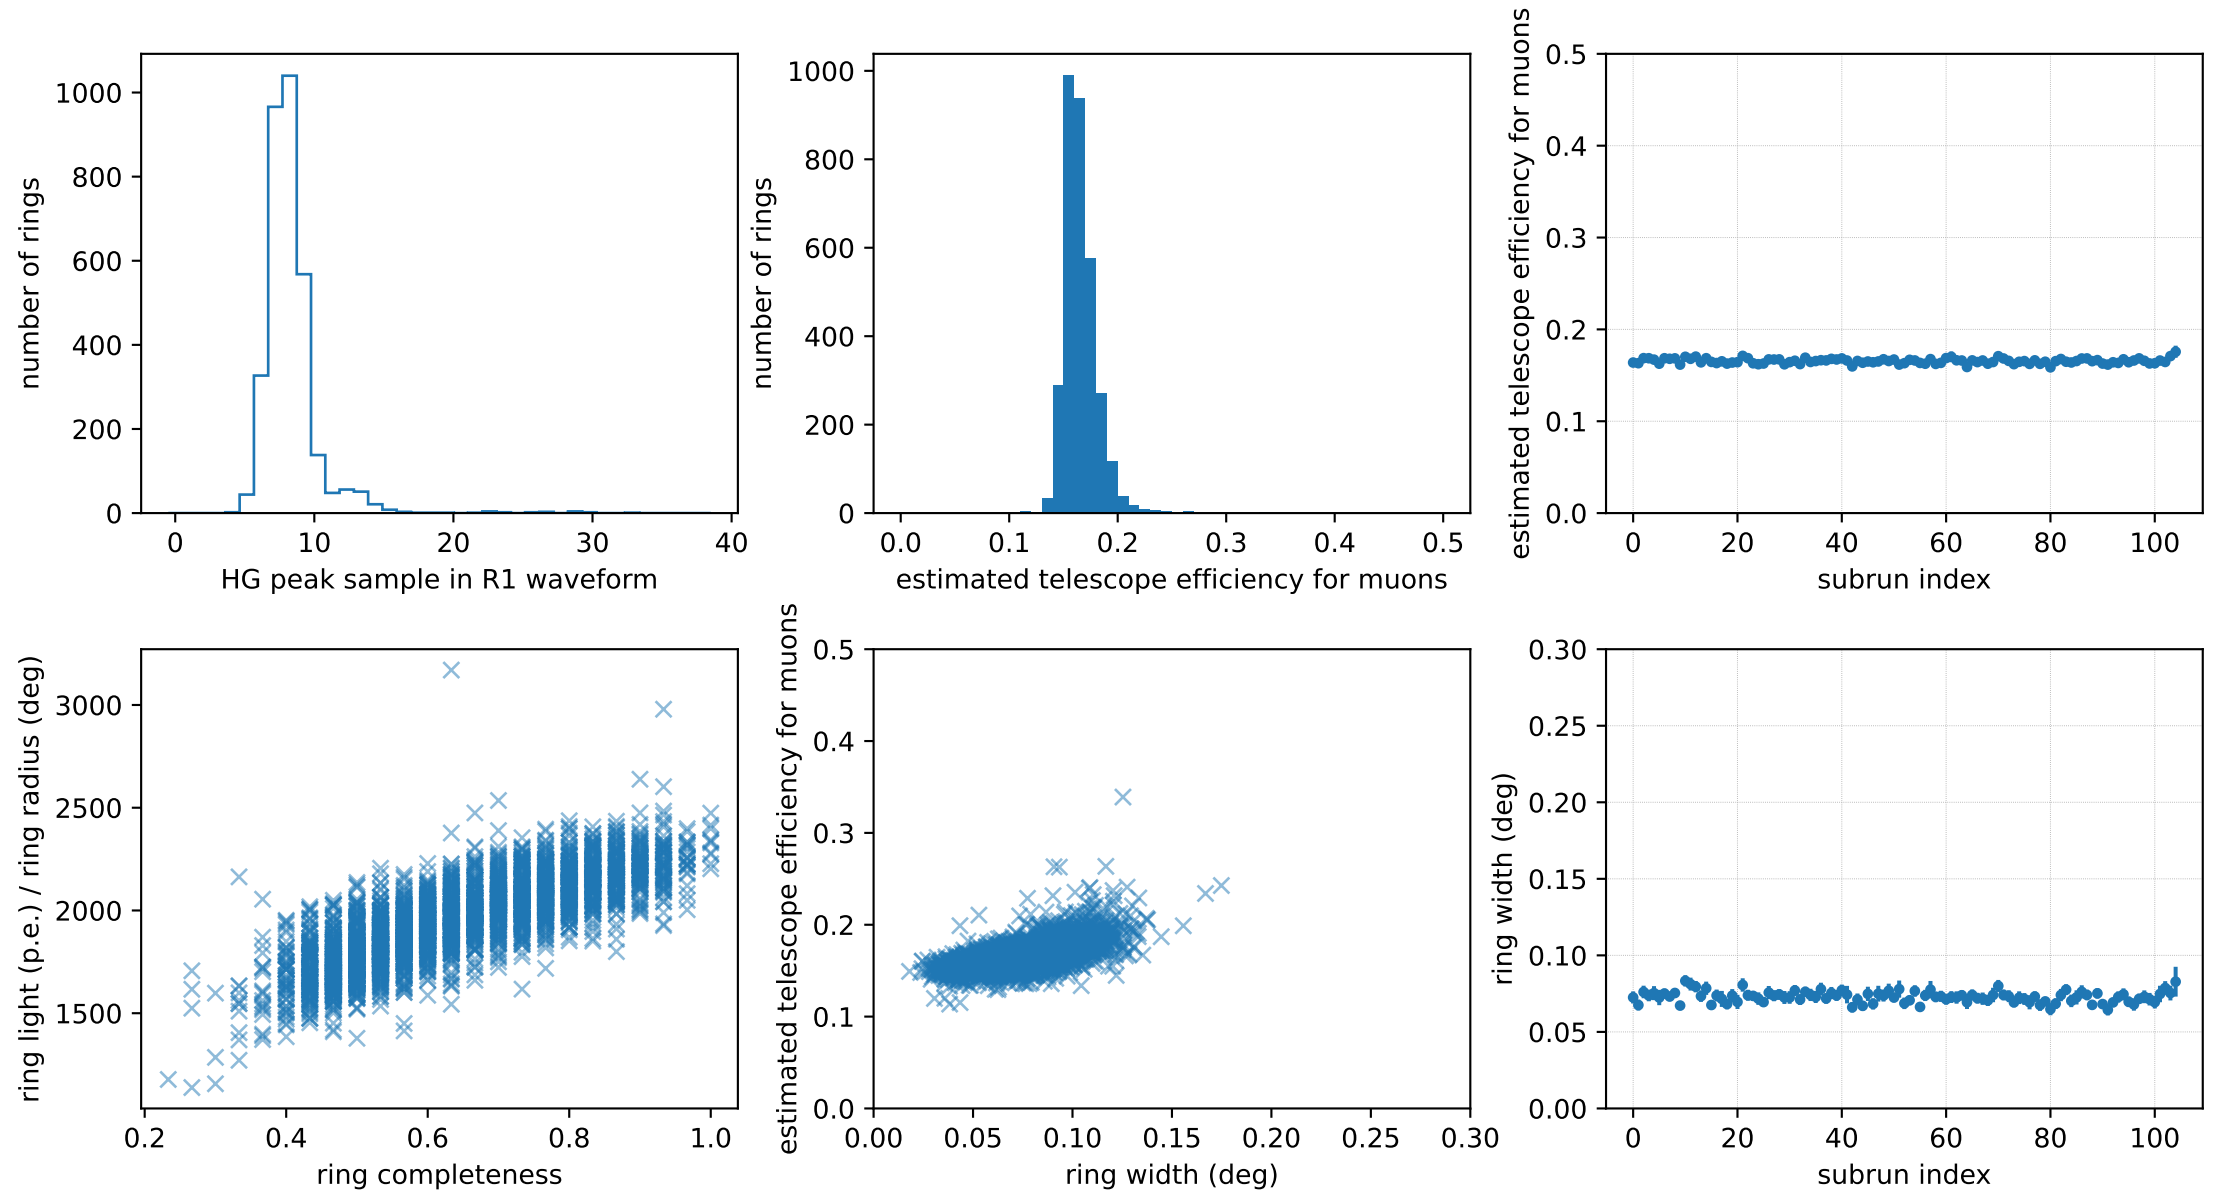 number of rings
1000
800
600
400
200
0
0 10 20 30 40
HG peak sample in R1 waveform
number of rings
1000
800
600
400
200
0
0.0 0.1 0.2 0.3 0.4 0.5
estimated telescope efficiency for muons
estimated telescope efficiency for muons
0.5
0.4
0.3
0.2
0.1
0.0
0 20 40 60 80 100
subrun index
ring light (p.e.) / ring radius (deg)
3000
2500
2000
1500
0.2 0.4 0.6 0.8 1.0
ring completeness
estimated telescope efficiency for muons
0.5
0.4
0.3
0.2
0.1
0.0
0.00 0.05 0.10 0.15 0.20 0.25 0.30
ring width (deg)
ring width (deg)
0.30
0.25
0.20
0.15
0.10
0.05
0.00
0 20 40 60 80 100
subrun index